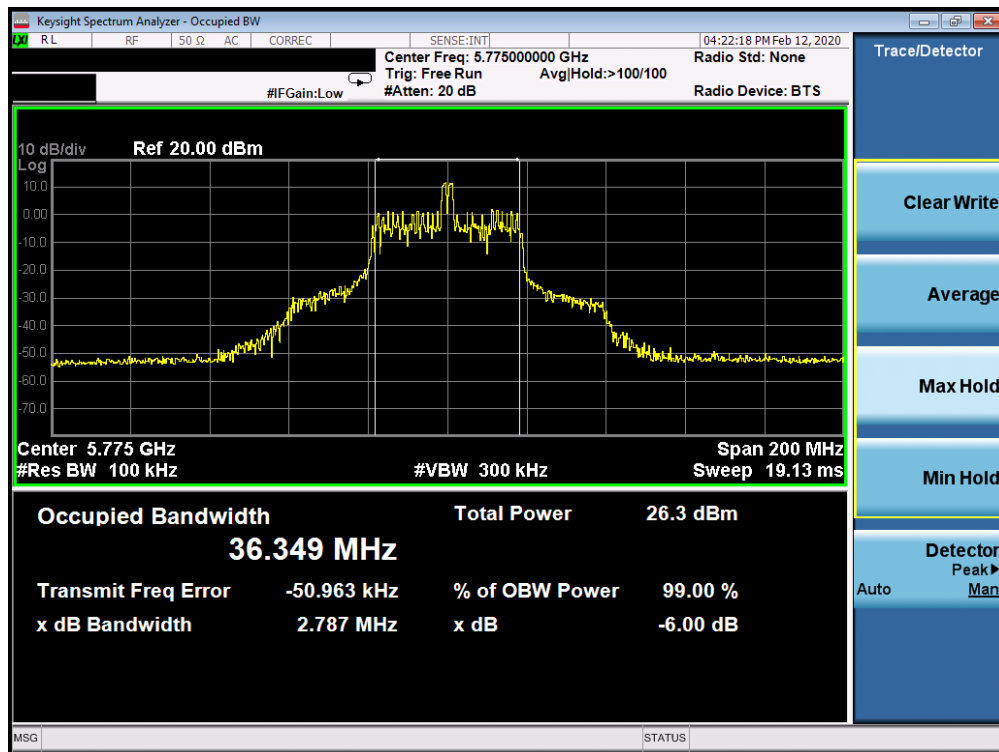 Keysight Spectrum Analyzer - Occupied BW
LXI RL RF 50 Ω AC CORREC SENSE:INT 04:22:18 PM Feb 12, 2020
Center Freq: 5.775000000 GHz Radio Std: None
Trig: Free Run Avg|Hold:>100/100
#IFGain:Low #Atten: 20 dB Radio Device: BTS
10 dB/div Ref 20.00 dBm
Log
10.0
0.00
-10.0
-20.0
-30.0
-40.0
-50.0
-60.0
-70.0
Center 5.775 GHz Span 200 MHz
#Res BW 100 kHz #VBW 300 kHz Sweep 19.13 ms
Occupied Bandwidth Total Power 26.3 dBm
36.349 MHz
Transmit Freq Error -50.963 kHz % of OBW Power 99.00 %
x dB Bandwidth 2.787 MHz x dB -6.00 dB
MSG STATUS
Trace/Detector
Clear Write
Average
Max Hold
Min Hold
Detector
Peak▶
Auto Man